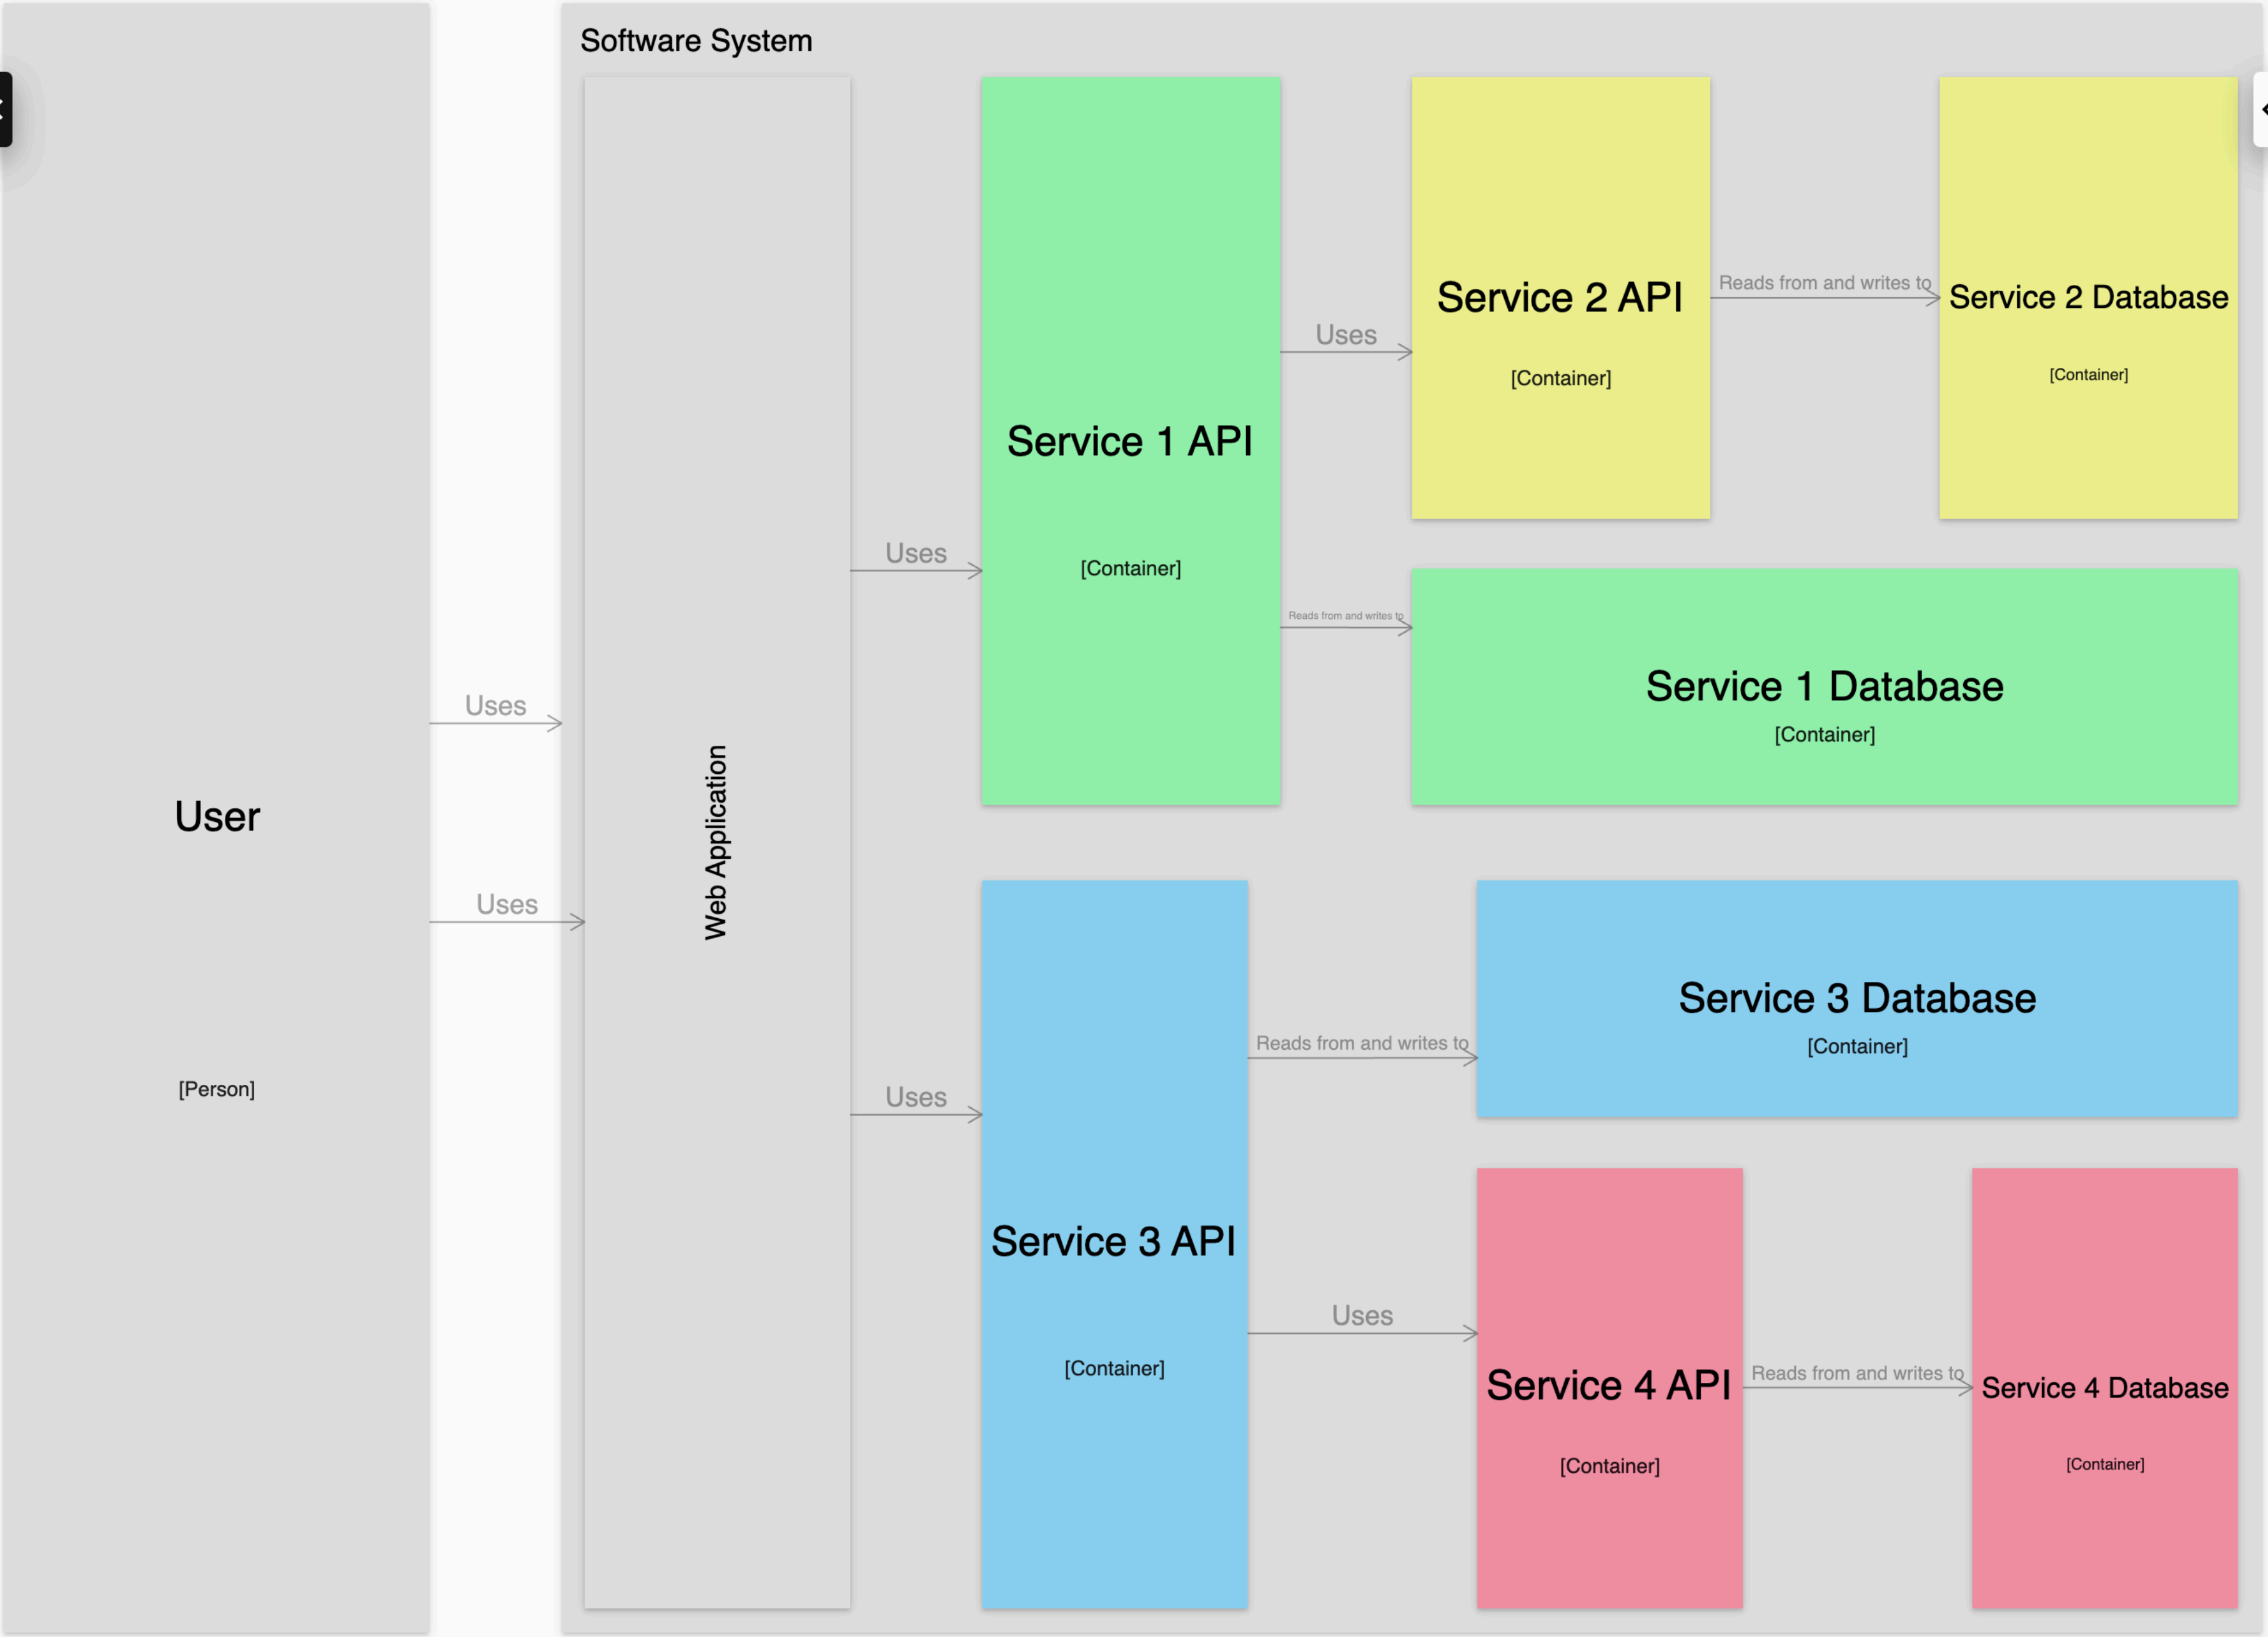 Software System
User
[Person]
Uses
Uses
Web Application
Uses
Service 1 API
[Container]
Uses
Service 2 API
[Container]
Reads from and writes to
Service 2 Database
[Container]
Reads from and writes to
Service 1 Database
[Container]
Uses
Service 3 API
[Container]
Reads from and writes to
Service 3 Database
[Container]
Uses
Service 4 API
[Container]
Reads from and writes to
Service 4 Database
[Container]